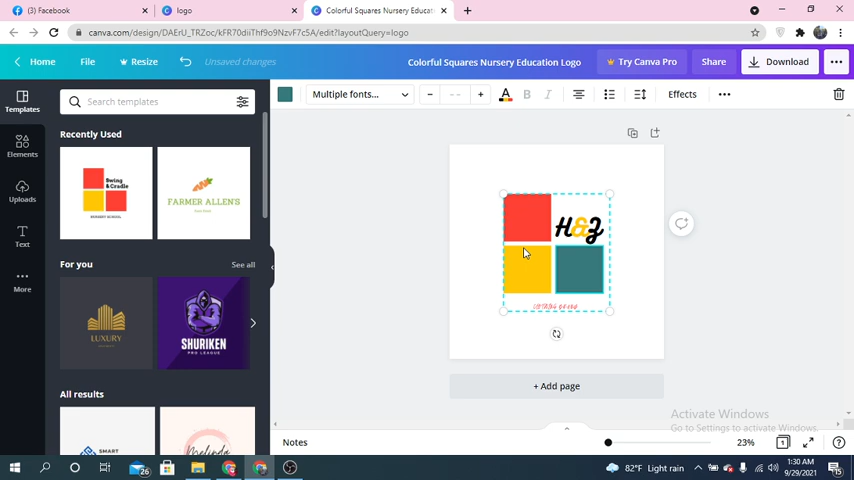 (3) Facebook
logo
Colorful Squares Nursery Educati
canva.com/design/DAErU_TRZoc/kFR70diiThf9o9NzvF7c5A/edit?layoutQuery=logo
Home
File
Resize
Unsaved changes
Colorful Squares Nursery Education Logo
Try Canva Pro
Share
Download
Templates
Elements
Uploads
Text
More
Search templates
Recently Used
Swing
& Cradle
NURSERY SCHOOL
FARMER ALLEN'S
For you
See all
LUXURY
SHURIKEN
PRO LEAGUE
All results
SMART
Melinda
Multiple fonts...
- -
A
B
I
Effects
H&Z
+ Add page
Notes
23%
1
Activate Windows
Go to Settings to activate Windows.
26
82°F Light rain
1:30 AM
9/29/2021
15